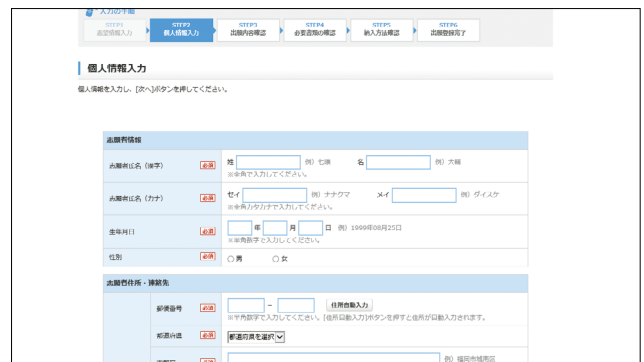 入力の手順
STEP1 STEP2 STEP3 STEP4 STEP5 STEP6
志望情報入力 個人情報入力 出願内容確認 必要書類の確認 納入方法確認 出願登録完了
個人情報入力
個人情報を入力し、[次へ]ボタンを押してください。
志願者情報
志願者氏名（漢字） 必須 姓 例）七隈 名 例）大輔
※全角で入力してください。
志願者氏名（カナ） 必須 セイ 例）ナナクマ メイ 例）ダイスケ
※全角カタカナで入力してください。
生年月日 必須 年 月 日 例）1999年08月25日
※半角数字で入力してください。
性別 必須 男 女
志願者住所・連絡先
郵便番号 必須 － 住所自動入力
※半角数字で入力してください。[住所自動入力]ボタンを押すと住所が自動入力されます。
都道府県 必須 都道府県を選択
必須 例）福岡市城南区